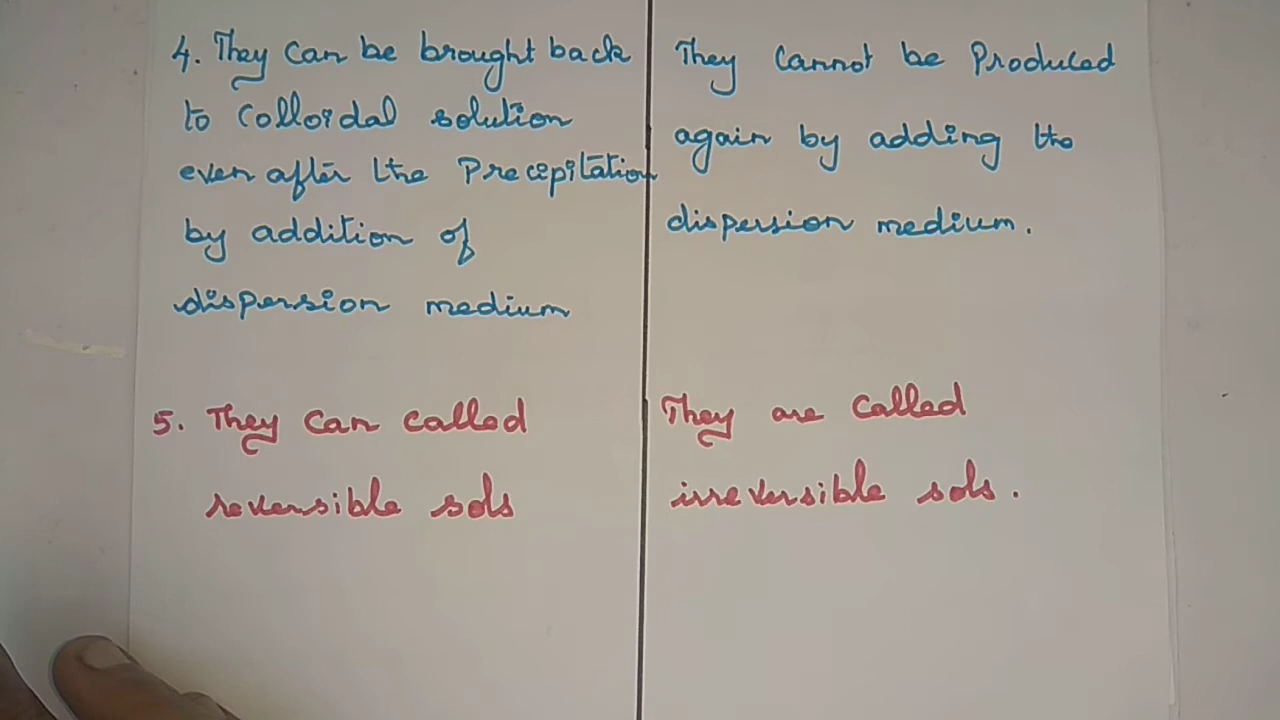 4. They can be brought back
to colloidal solution
even after the Precipitation
by addition of
dispersion medium
5. They can called
reversible sols
They cannot be Produced
again by adding the
dispersion medium.
They are called
irreversible sols.